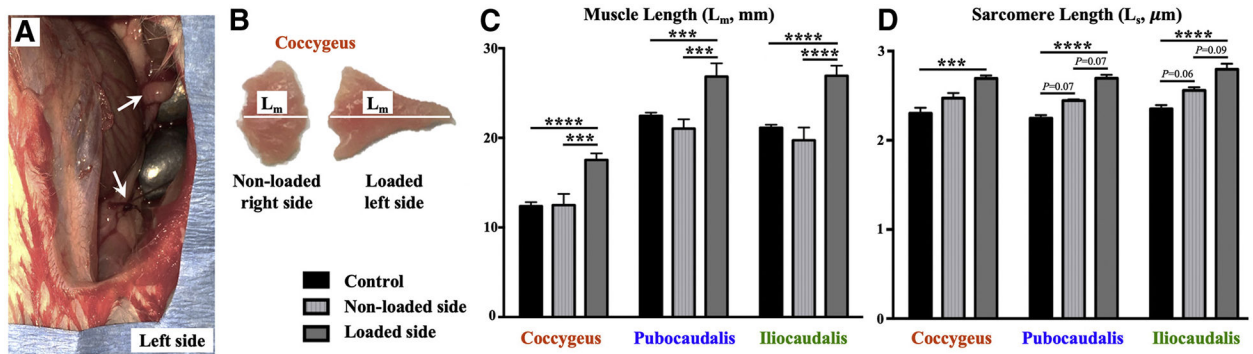 A
Left side
B
Coccygeus
Lm
Lm
Non-loaded
right side
Loaded
left side
Control
Non-loaded side
Loaded side
C
Muscle Length (Lm, mm)
30
20
10
0
****
***
***
***
****
****
Coccygeus
Pubocaudalis
Iliocaudalis
D
Sarcomere Length (Ls, μm)
3
2
1
0
***
****
P=0.07
P=0.07
****
P=0.09
P=0.06
Coccygeus
Pubocaudalis
Iliocaudalis